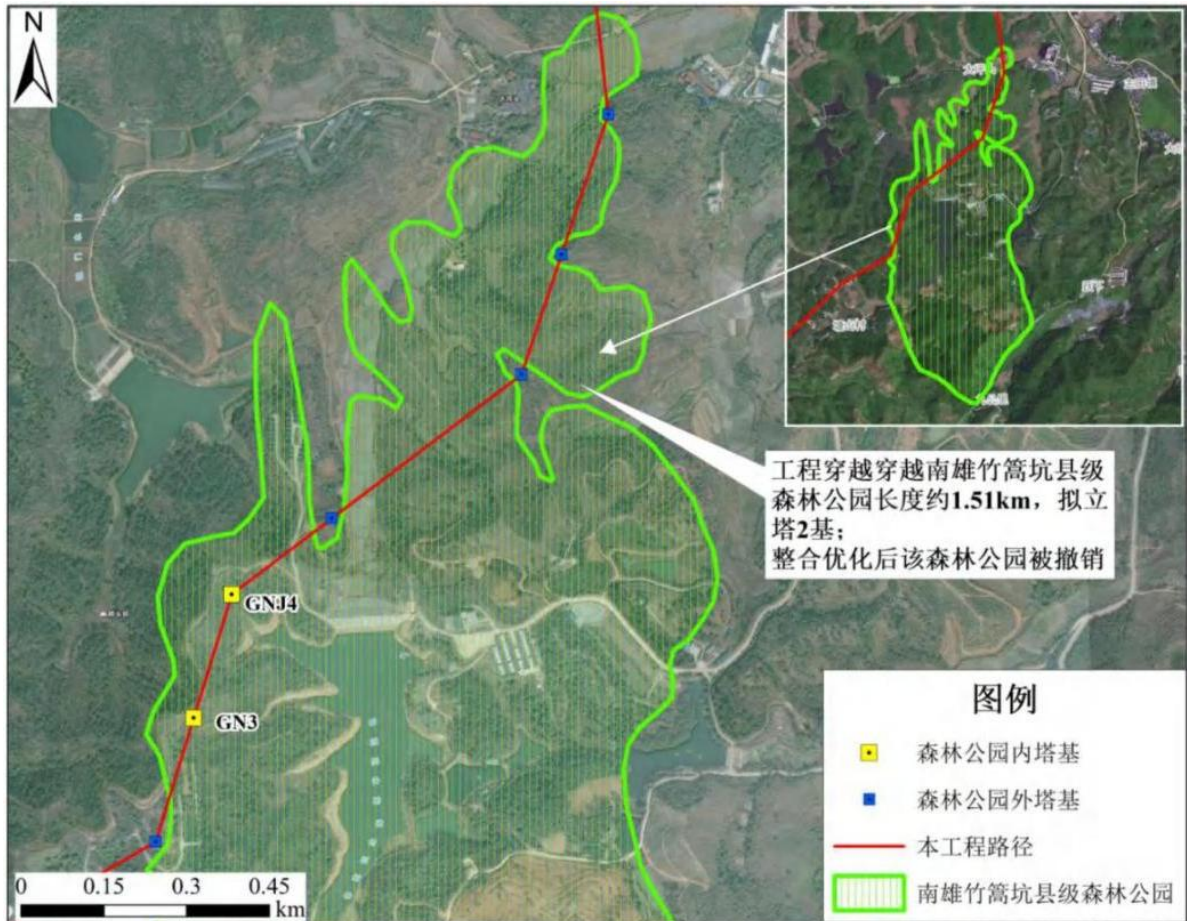 N
大坪
工程穿越穿越南雄竹篙坑县级
森林公园长度约1.51km，拟立
塔2基；
整合优化后该森林公园被撤销
GNJ4
GN3
图例
森林公园内塔基
森林公园外塔基
本工程路径
南雄竹篙坑县级森林公园
0 0.15 0.3 0.45
km